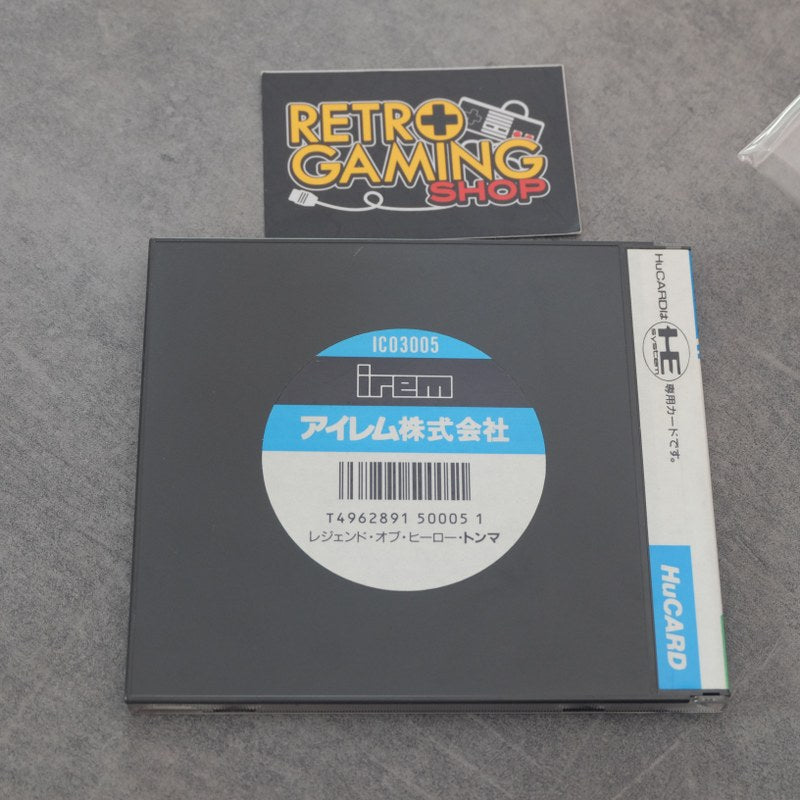 RETRO
GAMING
SHOP
IC03005
irem
アイレム株式会社
T4962891 50005 1
レジェンド・オブ・ヒーロー・トンマ
HuCARDは
HE
system
専用カードです。
HuCARD